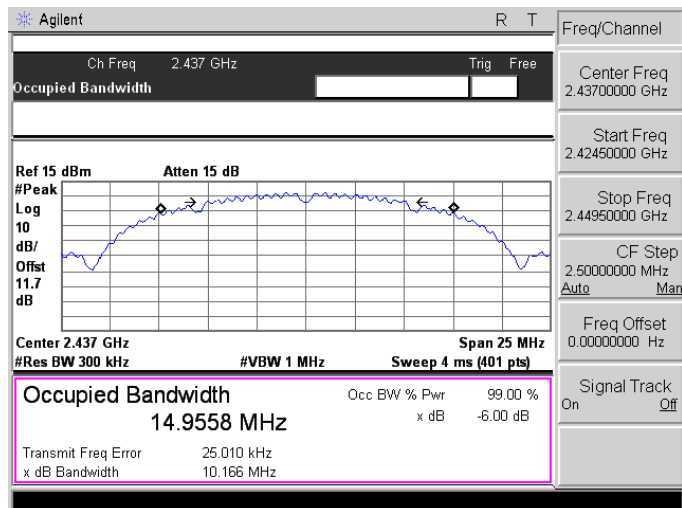 Agilent R T
Ch Freq 2.437 GHz Trig Free
Occupied Bandwidth
Ref 15 dBm Atten 15 dB
#Peak
Log
10
dB/
Offst
11.7
dB
Center 2.437 GHz Span 25 MHz
#Res BW 300 kHz #VBW 1 MHz Sweep 4 ms (401 pts)
Occupied Bandwidth Occ BW % Pwr 99.00 %
14.9558 MHz x dB -6.00 dB
Transmit Freq Error 25.010 kHz
x dB Bandwidth 10.166 MHz
Freq/Channel
Center Freq
2.43700000 GHz
Start Freq
2.42450000 GHz
Stop Freq
2.44950000 GHz
CF Step
2.50000000 MHz
Auto Man
Freq Offset
0.00000000 Hz
Signal Track
On Off